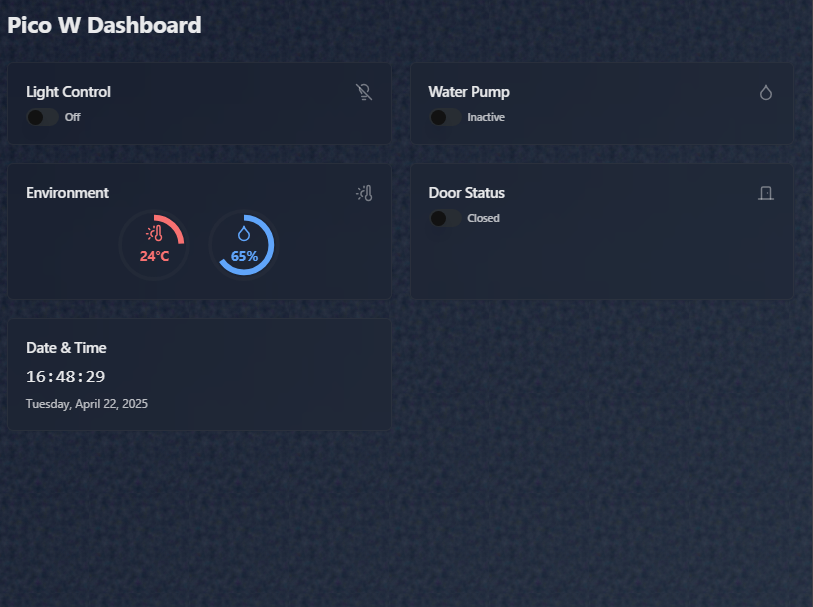 Pico W Dashboard
Light Control
Off
Water Pump
Inactive
Environment
24°C
65%
Door Status
Closed
Date & Time
16:48:29
Tuesday, April 22, 2025